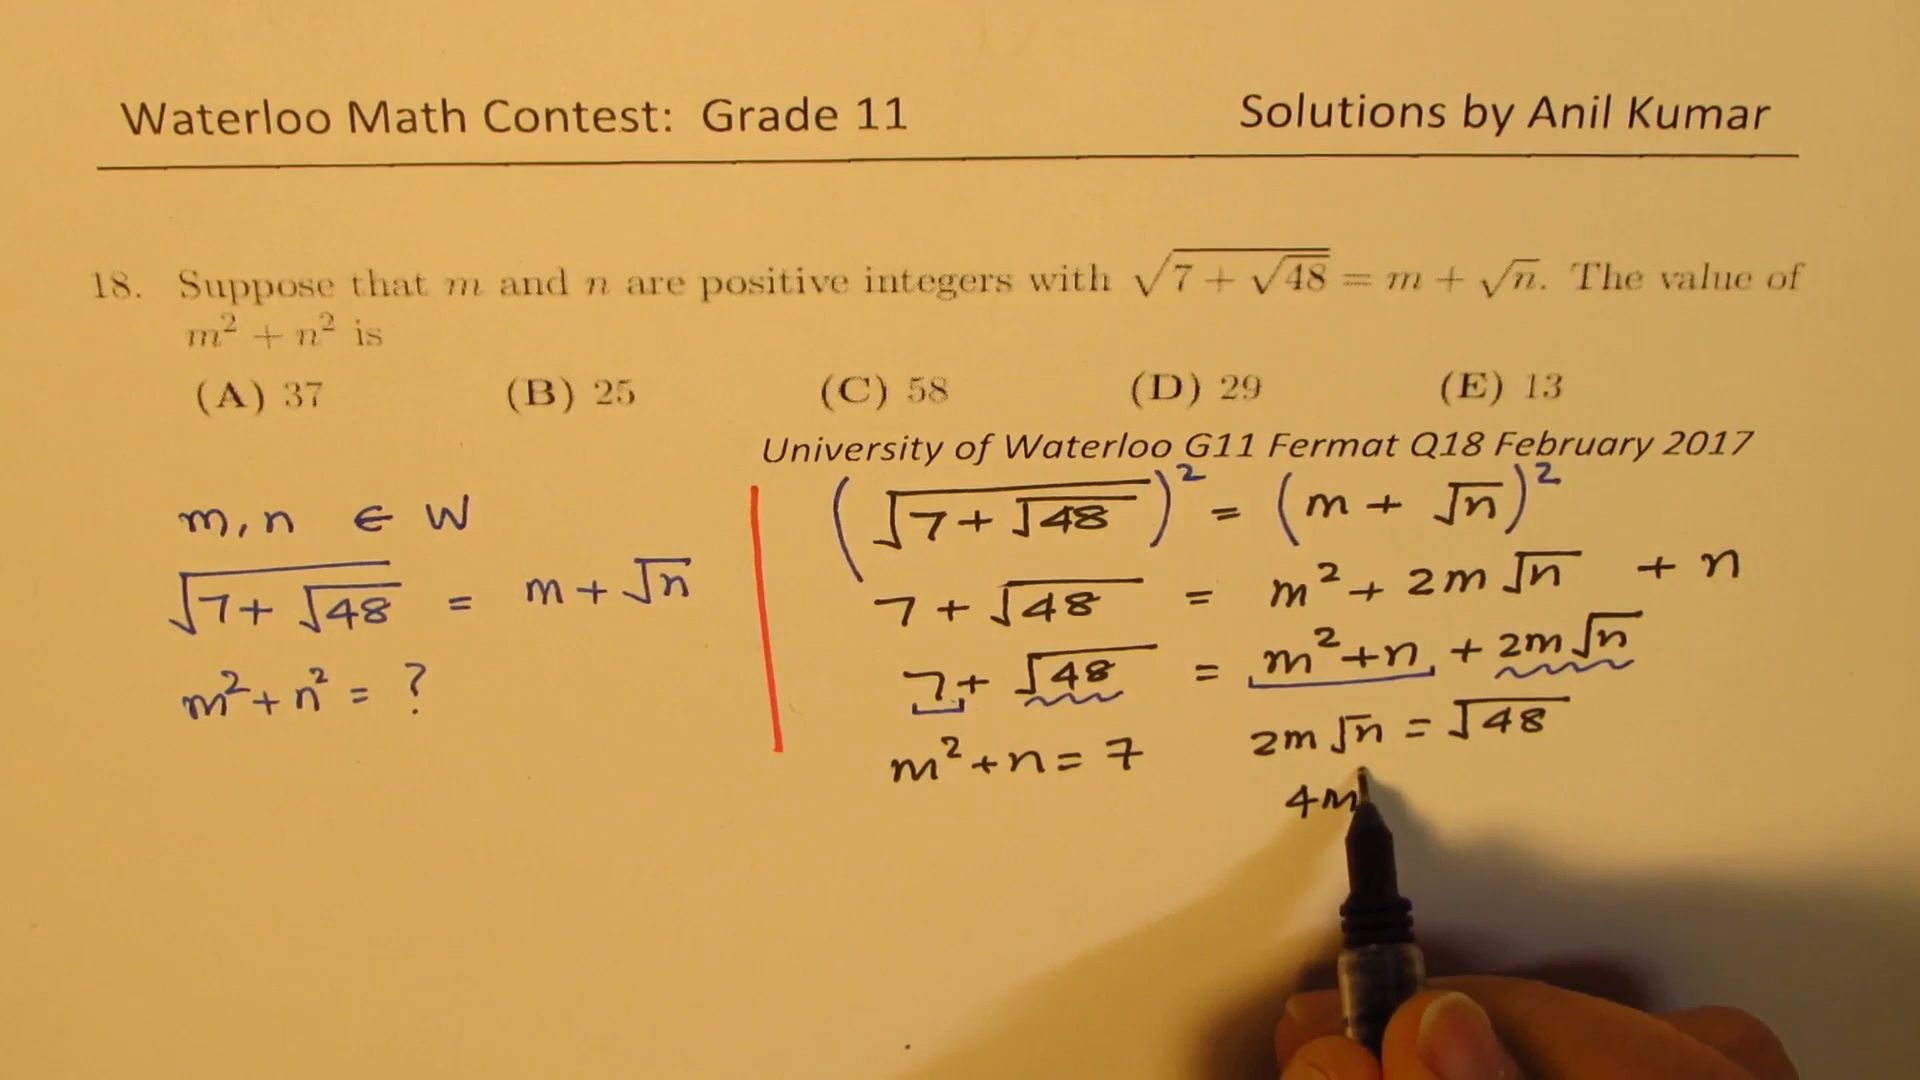 Waterloo Math Contest: Grade 11 Solutions by Anil Kumar
18. Suppose that m and n are positive integers with √(7 + √48) = m + √n. The value of
m² + n² is
(A) 37 (B) 25 (C) 58 (D) 29 (E) 13
University of Waterloo G11 Fermat Q18 February 2017
m, n ∈ W
√(7 + √48) = m + √n
m² + n² = ?
(√(7 + √48))² = (m + √n)²
7 + √48 = m² + 2m√n + n
7 + √48 = m² + n + 2m√n
m² + n = 7
2m√n = √48
4m